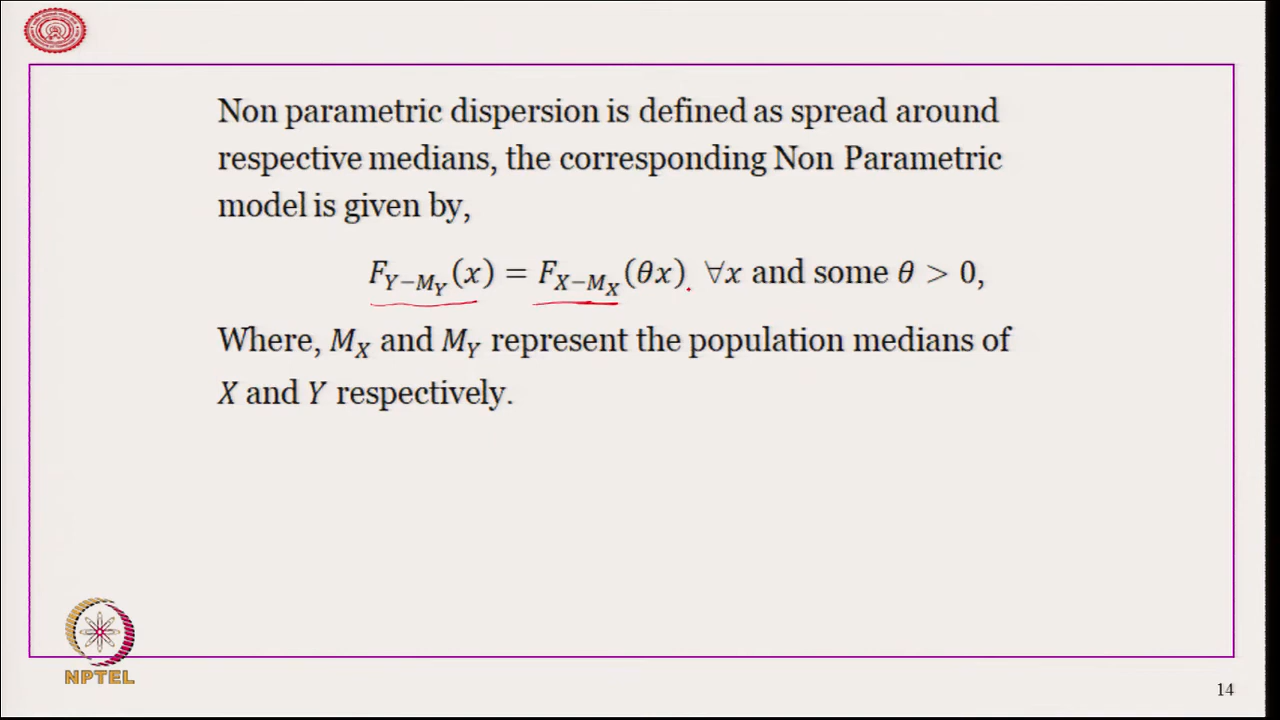 Non parametric dispersion is defined as spread around
respective medians, the corresponding Non Parametric
model is given by,
F_{Y−M_Y}(x) = F_{X−M_X}(θx) ∀x and some θ > 0,
Where, M_X and M_Y represent the population medians of
X and Y respectively.
NPTEL
14